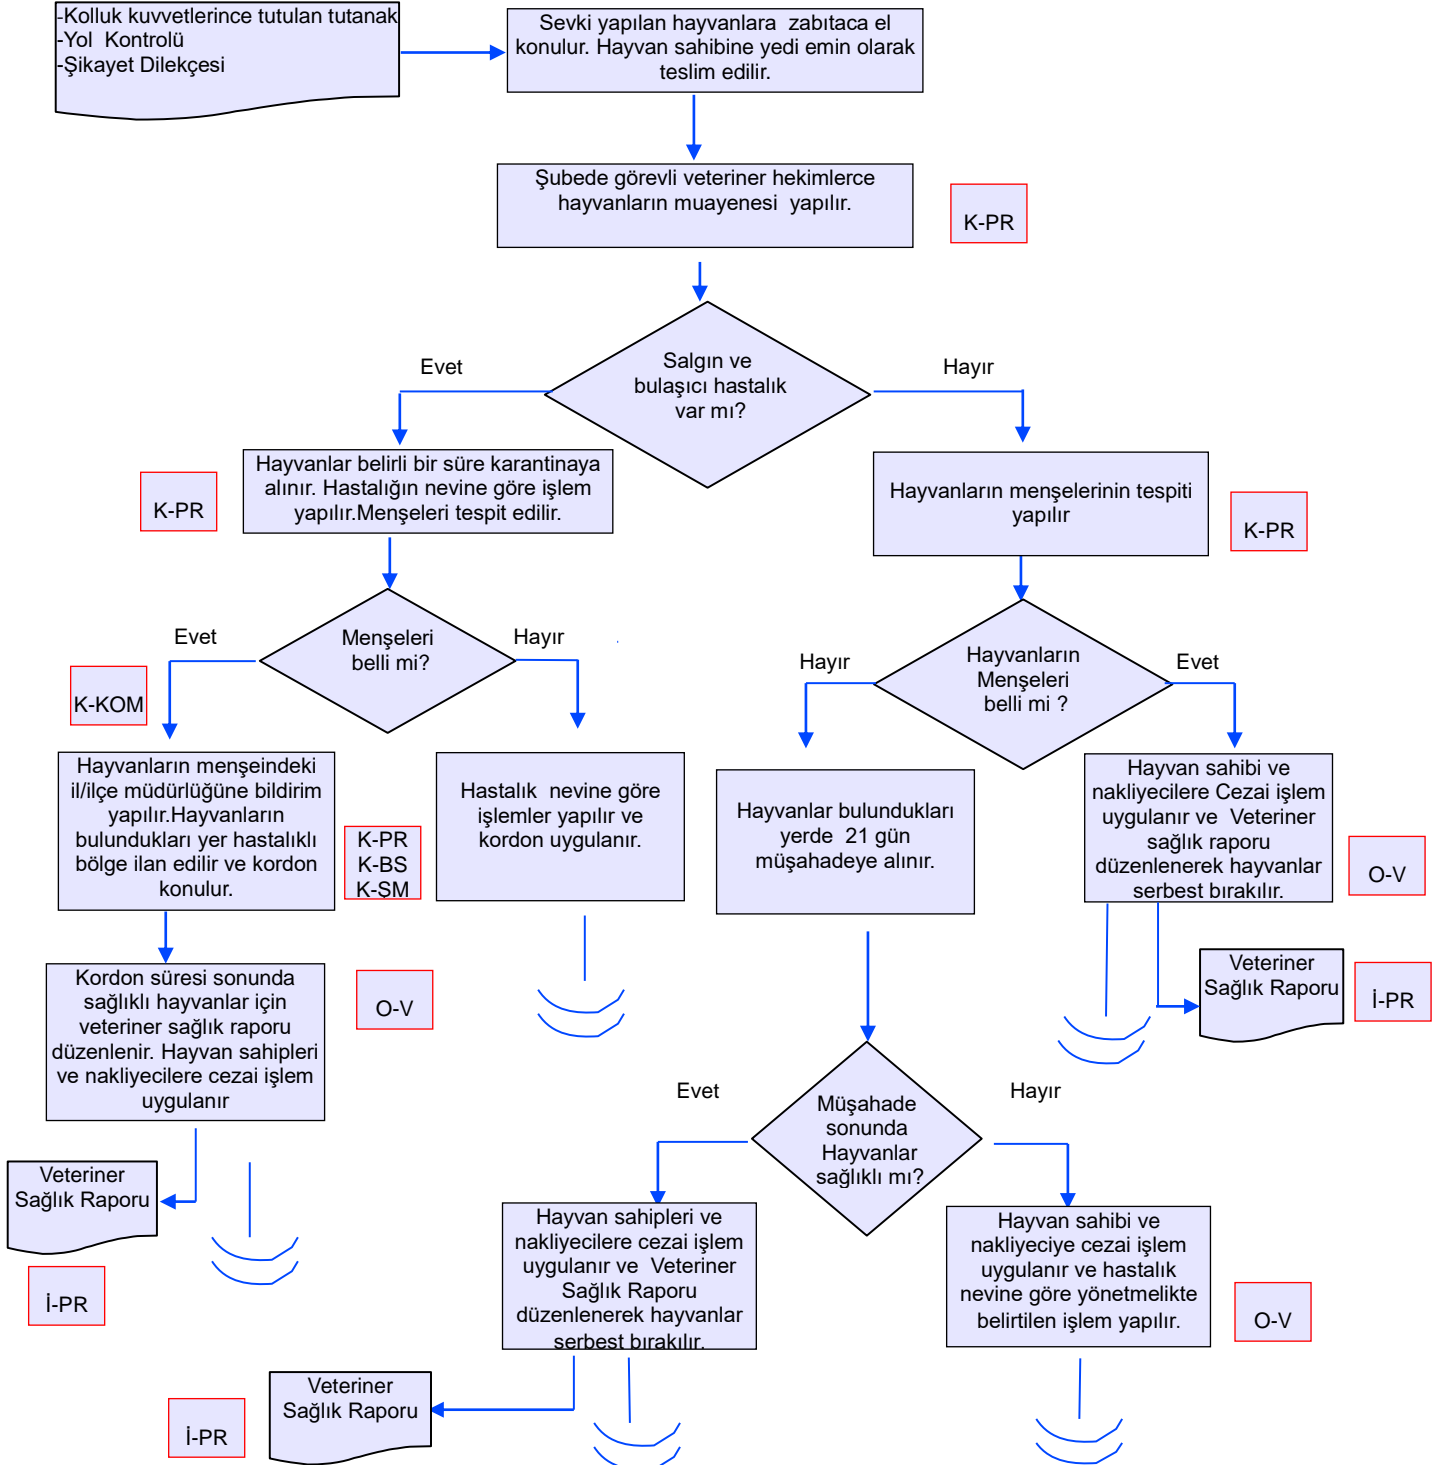 -Kolluk kuvvetlerince tutulan tutanak
-Yol  Kontrolü
-Şikayet Dilekçesi
Sevki yapılan hayvanlara  zabıtaca el
konulur. Hayvan sahibine yedi emin olarak
teslim edilir.
Şubede görevli veteriner hekimlerce
hayvanların muayenesi  yapılır.
K-PR
Salgın ve
bulaşıcı hastalık
var mı?
Evet
Hayır
Hayvanlar belirli bir süre karantinaya
alınır. Hastalığın nevine göre işlem
yapılır.Menşeleri tespit edilir.
K-PR
Hayvanların menşelerinin tespiti
yapılır
K-PR
Menşeleri
belli mi?
Evet
Hayır
.
Hayvanların
Menşeleri
belli mi ?
Hayır
Evet
K-KOM
Hayvanların menşeindeki
il/ilçe müdürlüğüne bildirim
yapılır.Hayvanların
bulundukları yer hastalıklı
bölge ilan edilir ve kordon
konulur.
K-PR
K-BS
K-ŞM
Hastalık  nevine göre
işlemler yapılır ve
kordon uygulanır.
Hayvanlar bulundukları
yerde  21 gün
müşahadeye alınır.
Hayvan sahibi ve
nakliyecilere Cezai işlem
uygulanır ve  Veteriner
sağlık raporu
düzenlenerek hayvanlar
serbest bırakılır.
O-V
Kordon süresi sonunda
sağlıklı hayvanlar için
veteriner sağlık raporu
düzenlenir. Hayvan sahipleri
ve nakliyecilere cezai işlem
uygulanır
O-V
Veteriner
Sağlık Raporu
İ-PR
Müşahade
sonunda
Hayvanlar
sağlıklı mı?
Evet
Hayır
Veteriner
Sağlık Raporu
İ-PR
Hayvan sahipleri ve
nakliyecilere cezai işlem
uygulanır ve  Veteriner
Sağlık Raporu
düzenlenerek hayvanlar
serbest bırakılır.
Hayvan sahibi ve
nakliyeciye cezai işlem
uygulanır ve hastalık
nevine göre yönetmelikte
belirtilen işlem yapılır.
O-V
Veteriner
Sağlık Raporu
İ-PR